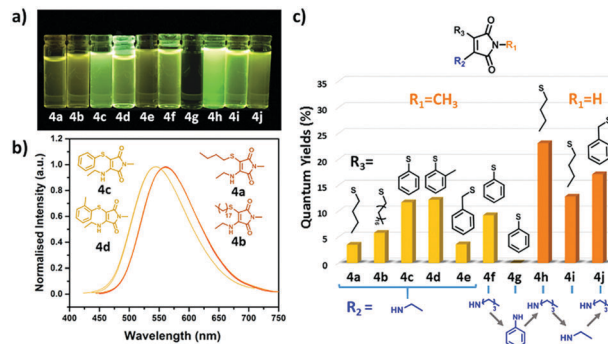 a)
4a 4b 4c 4d 4e 4f 4g 4h 4i 4j
b)
Normalised Intensity (a.u.)
1.0
0.8
0.6
0.4
0.2
0.0
400 450 500 550 600 650 700 750
Wavelength (nm)
4c
4a
4d
4b
c)
R3 O
N-R1
R2 O
R1=CH3 R1=H
R3=
Quantum Yields (%)
35
30
25
20
15
10
5
0
4a 4b 4c 4d 4e 4f 4g 4h 4i 4j
R2 =